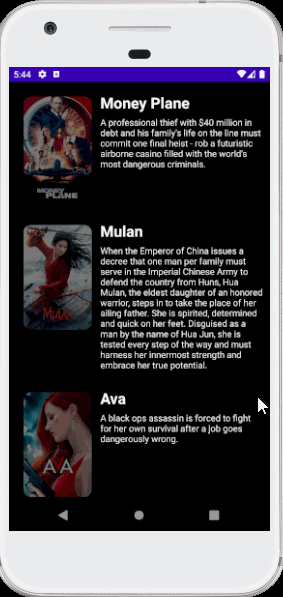 5:44
Money Plane
A professional thief with $40 million in
debt and his family's life on the line must
commit one final heist - rob a futuristic
airborne casino filled with the world's
most dangerous criminals.
MONEY
PLANE
Mulan
When the Emperor of China issues a
decree that one man per family must
serve in the Imperial Chinese Army to
defend the country from Huns, Hua
Mulan, the eldest daughter of an honored
warrior, steps in to take the place of her
ailing father. She is spirited, determined
and quick on her feet. Disguised as a
man by the name of Hua Jun, she is
tested every step of the way and must
harness her innermost strength and
embrace her true potential.
MULAN
Ava
A black ops assassin is forced to fight
for her own survival after a job goes
dangerously wrong.
AA